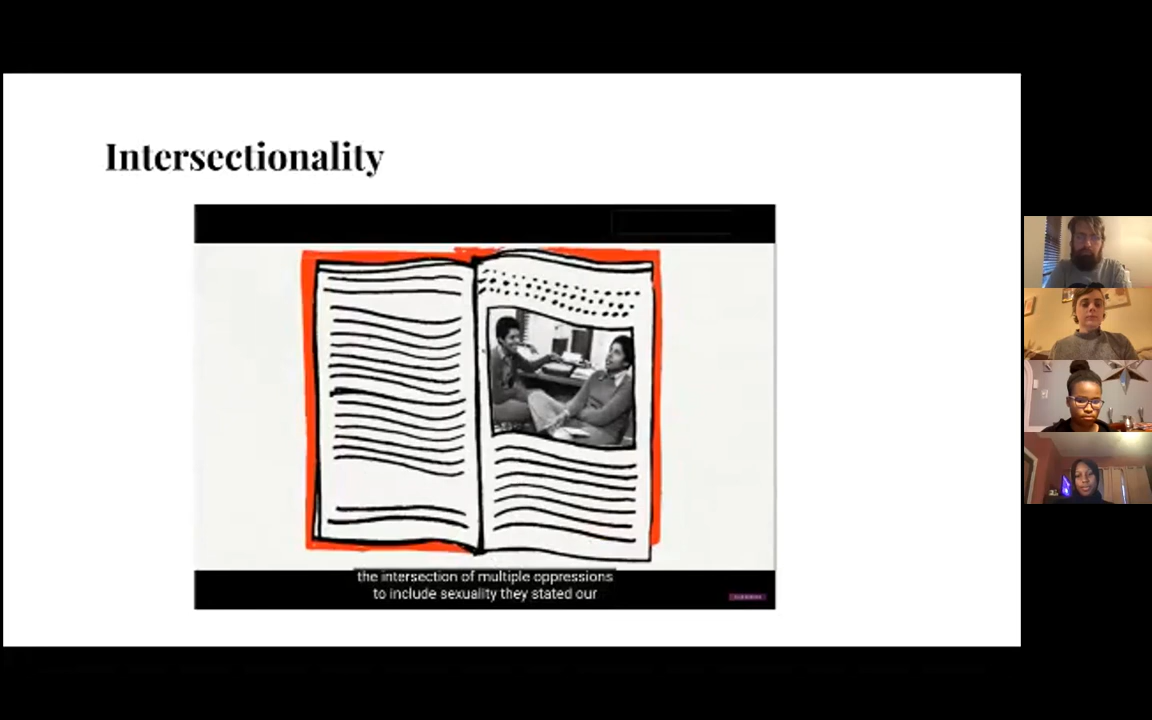 Intersectionality
the intersection of multiple oppressions
to include sexuality they stated our